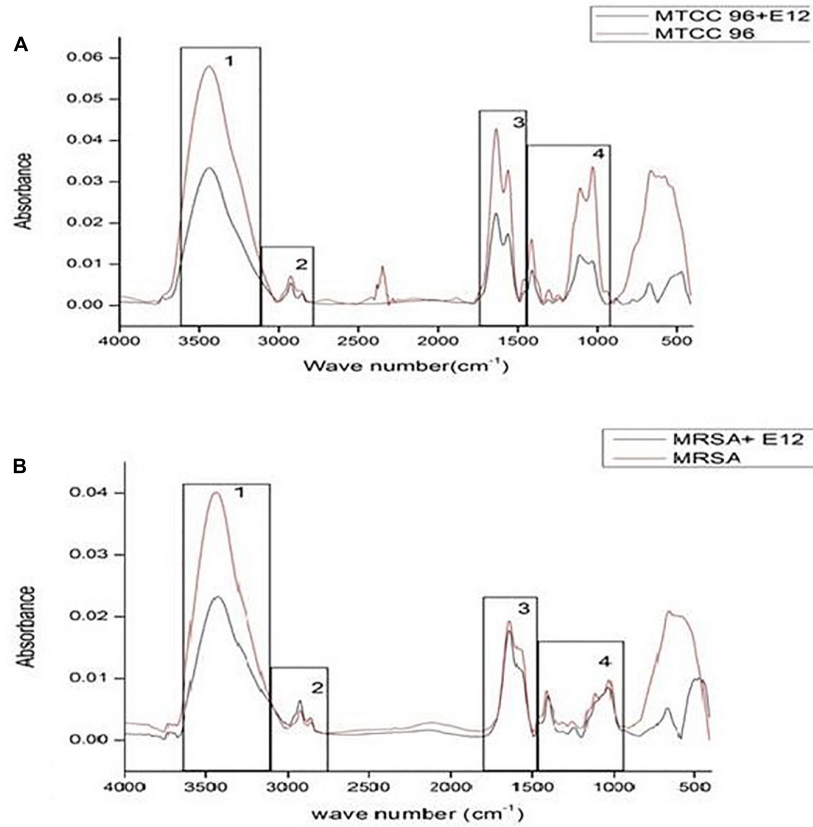 A
MTCC 96+E12
MTCC 96
Absorbance
0.06
0.05
0.04
0.03
0.02
0.01
0.00
1
2
3
4
4000 3500 3000 2500 2000 1500 1000 500
Wave number(cm⁻¹)
B
MRSA+ E12
MRSA
Absorbance
0.04
0.03
0.02
0.01
0.00
1
2
3
4
4000 3500 3000 2500 2000 1500 1000 500
wave number (cm⁻¹)